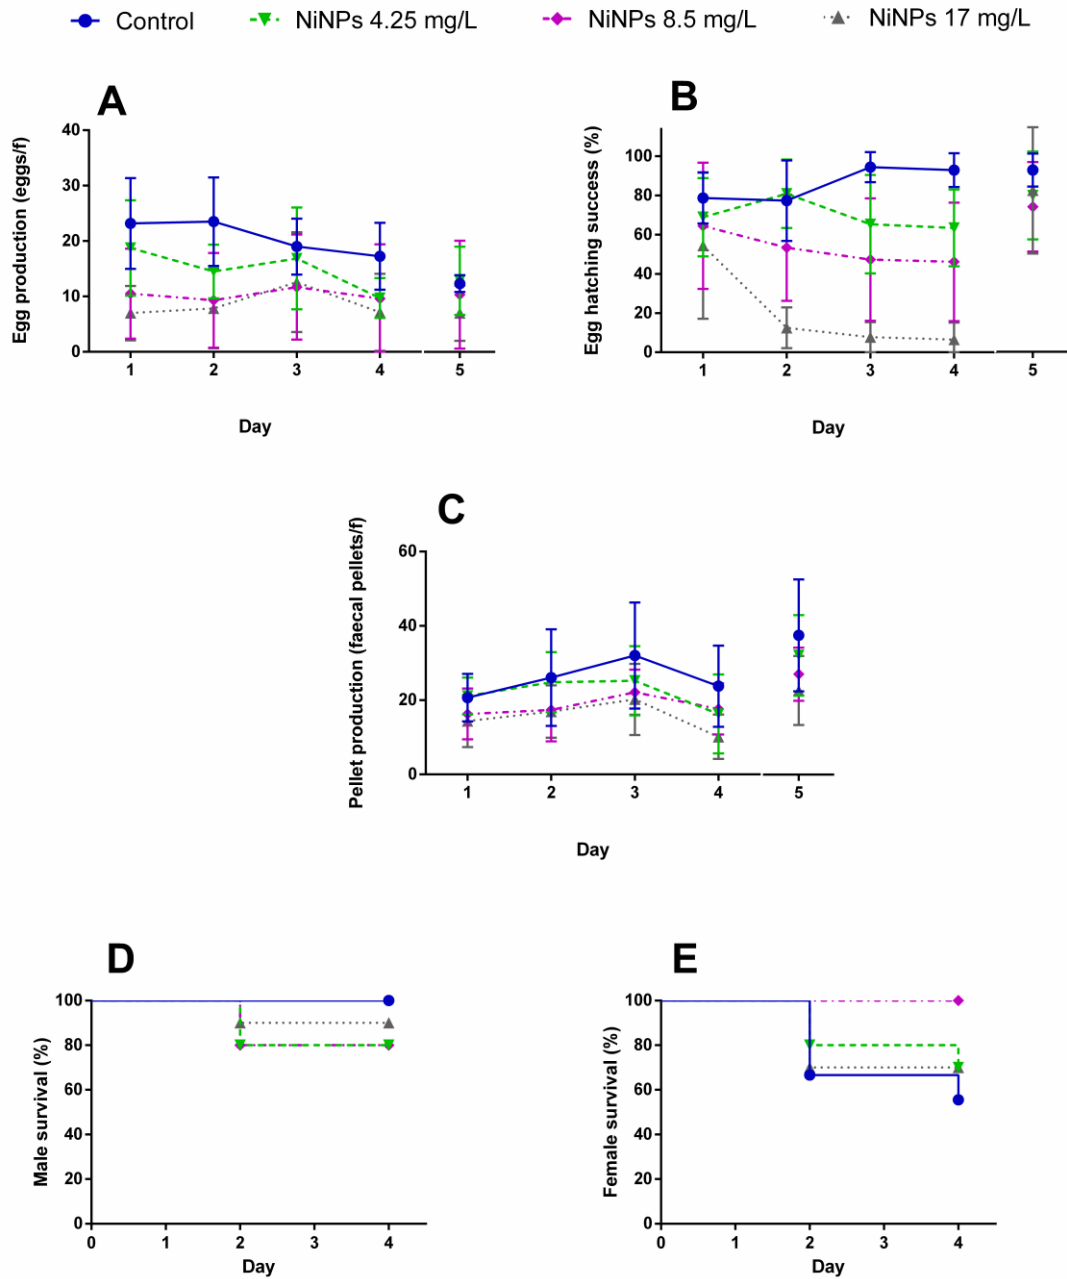 Control NiNPs 4.25 mg/L NiNPs 8.5 mg/L NiNPs 17 mg/L
A
Egg production (eggs/f)
40
30
20
10
0
1 2 3 4 5
Day
B
Egg hatching success (%)
100
80
60
40
20
0
1 2 3 4 5
Day
C
Pellet production (faecal pellets/f)
60
40
20
0
1 2 3 4 5
Day
D
Male survival (%)
100
80
60
40
20
0
0 1 2 3 4
Day
E
Female survival (%)
100
80
60
40
20
0
0 1 2 3 4
Day